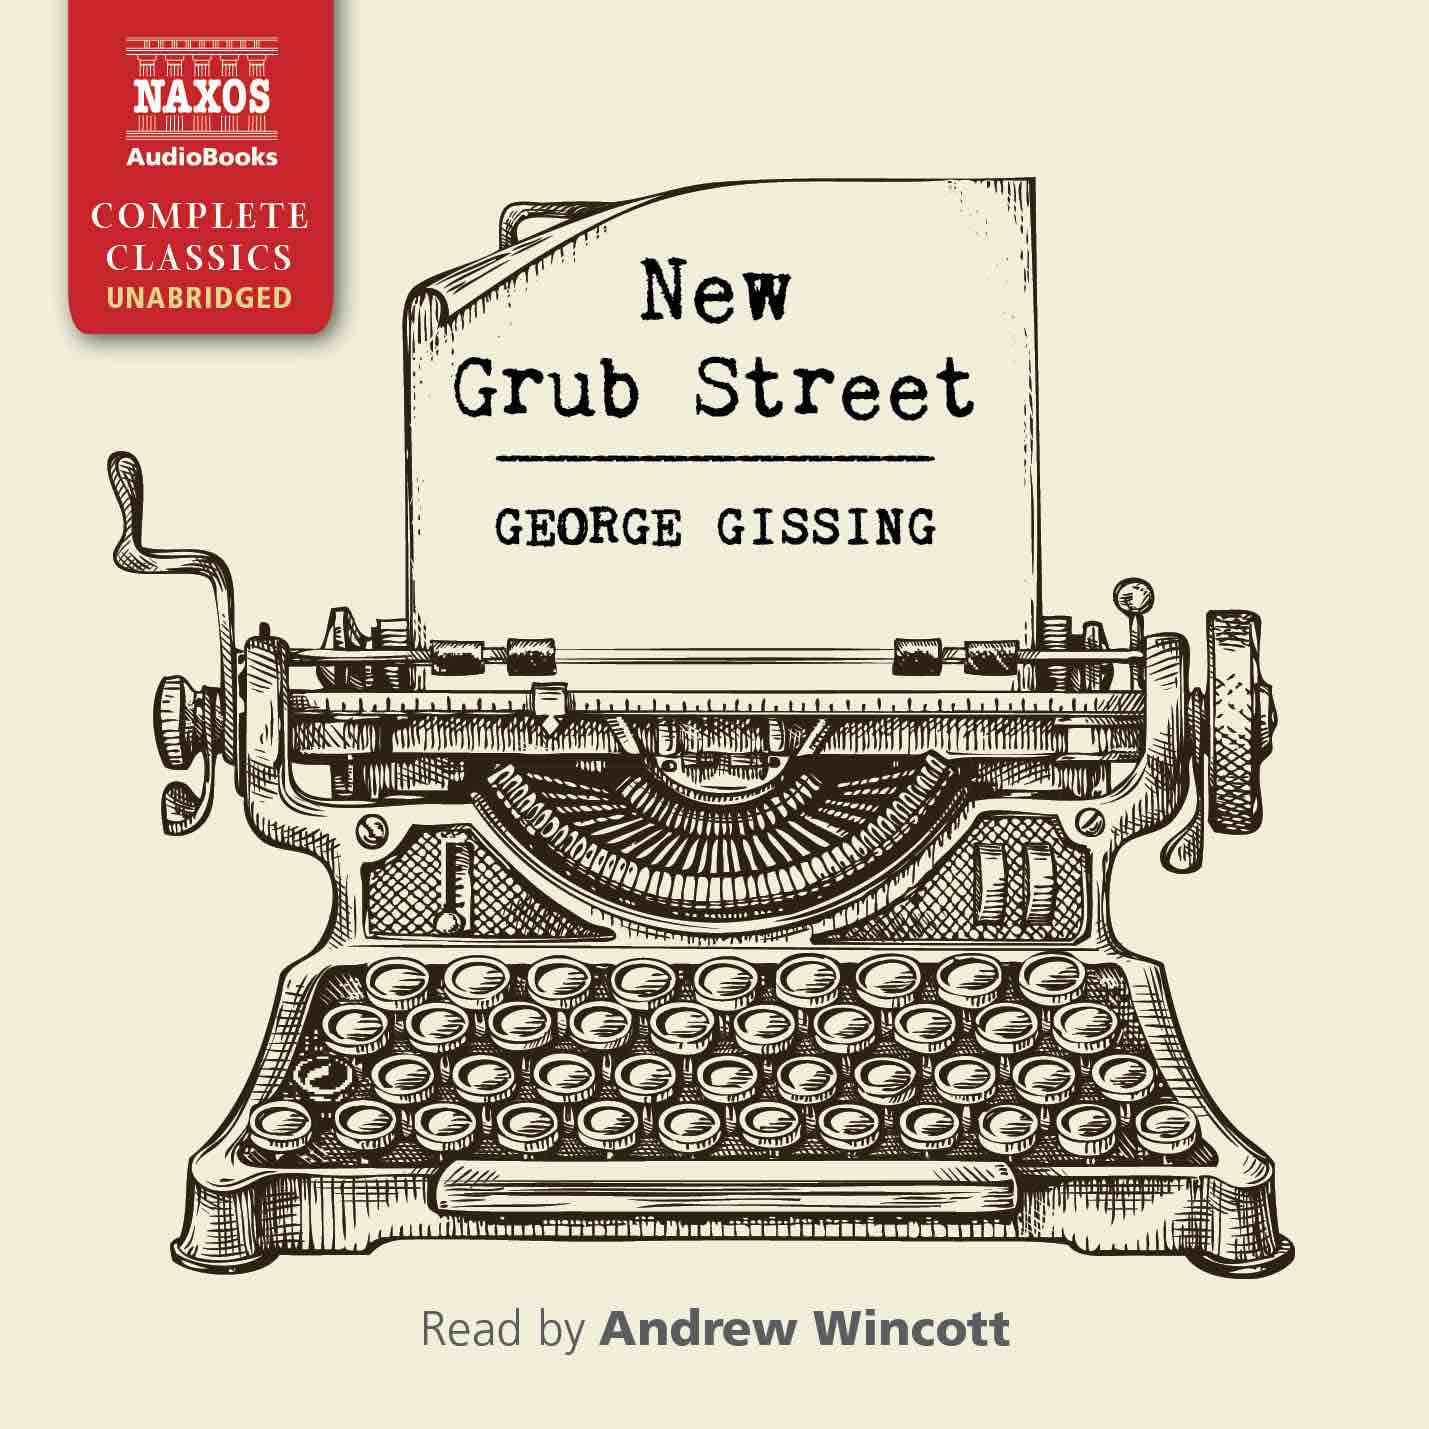 NAXOS
AudioBooks
COMPLETE
CLASSICS
UNABRIDGED
New
Grub Street
GEORGE GISSING
Read by Andrew Wincott